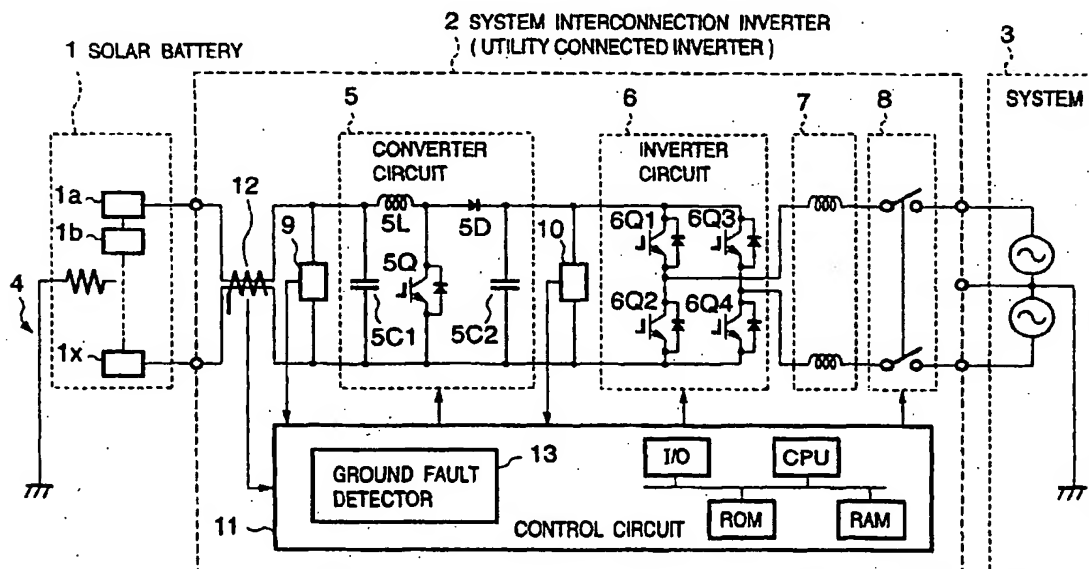 2 SYSTEM INTERCONNECTION INVERTER
( UTILITY CONNECTED INVERTER )
1 SOLAR BATTERY
3
SYSTEM
5
CONVERTER
CIRCUIT
6
INVERTER
CIRCUIT
7
8
1a
1b
1x
4
12
9
5L
5D
5Q
5C1
5C2
10
6Q1
6Q3
6Q2
6Q4
GROUND FAULT
DETECTOR
13
I/O
CPU
ROM
RAM
11
CONTROL CIRCUIT